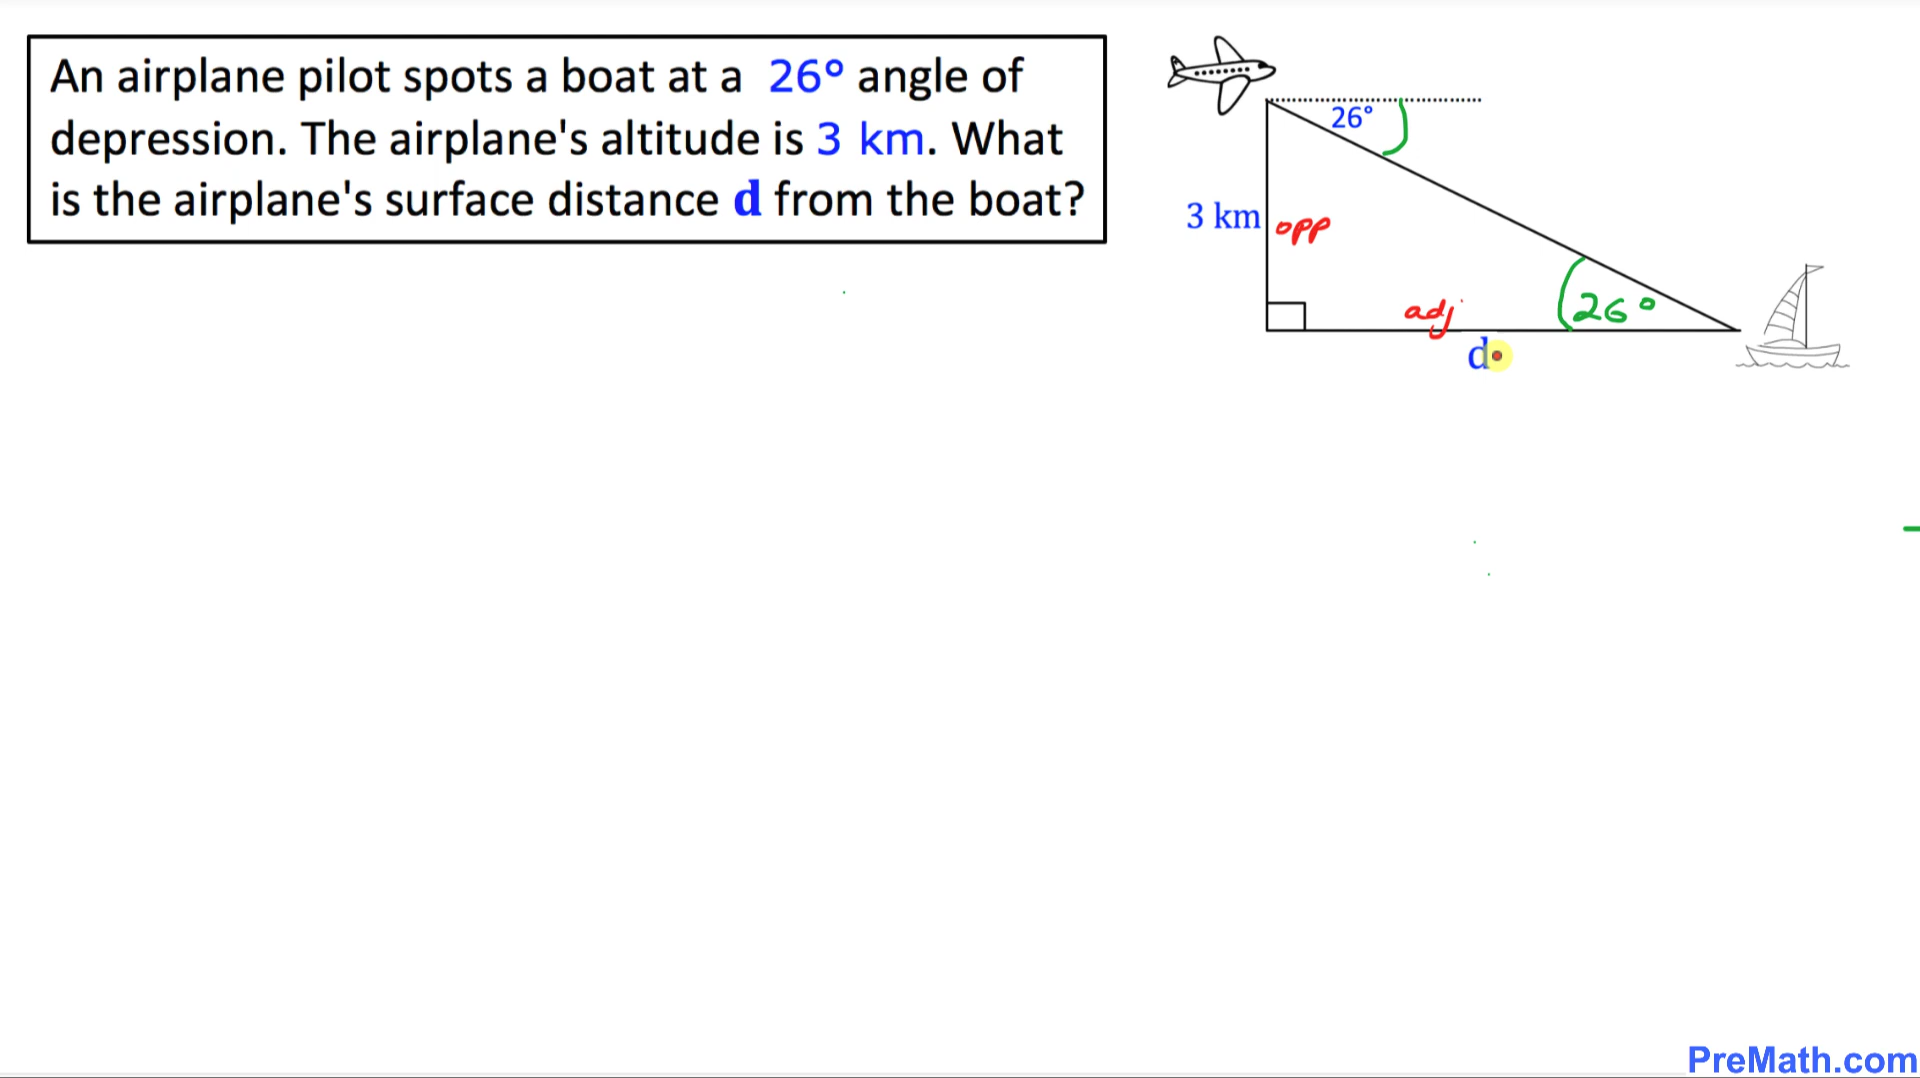 An airplane pilot spots a boat at a 26° angle of
depression. The airplane's altitude is 3 km. What
is the airplane's surface distance d from the boat?
26°
3 km
opp
adj
26°
d
PreMath.com